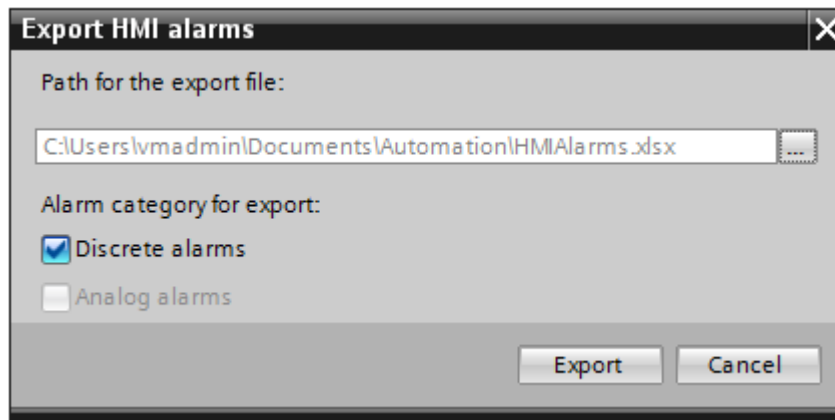 Export HMI alarms
Path for the export file:
C:\Users\vmadmin\Documents\Automation\HMIAlarms.xlsx
...
Alarm category for export:
Discrete alarms
Analog alarms
Export Cancel